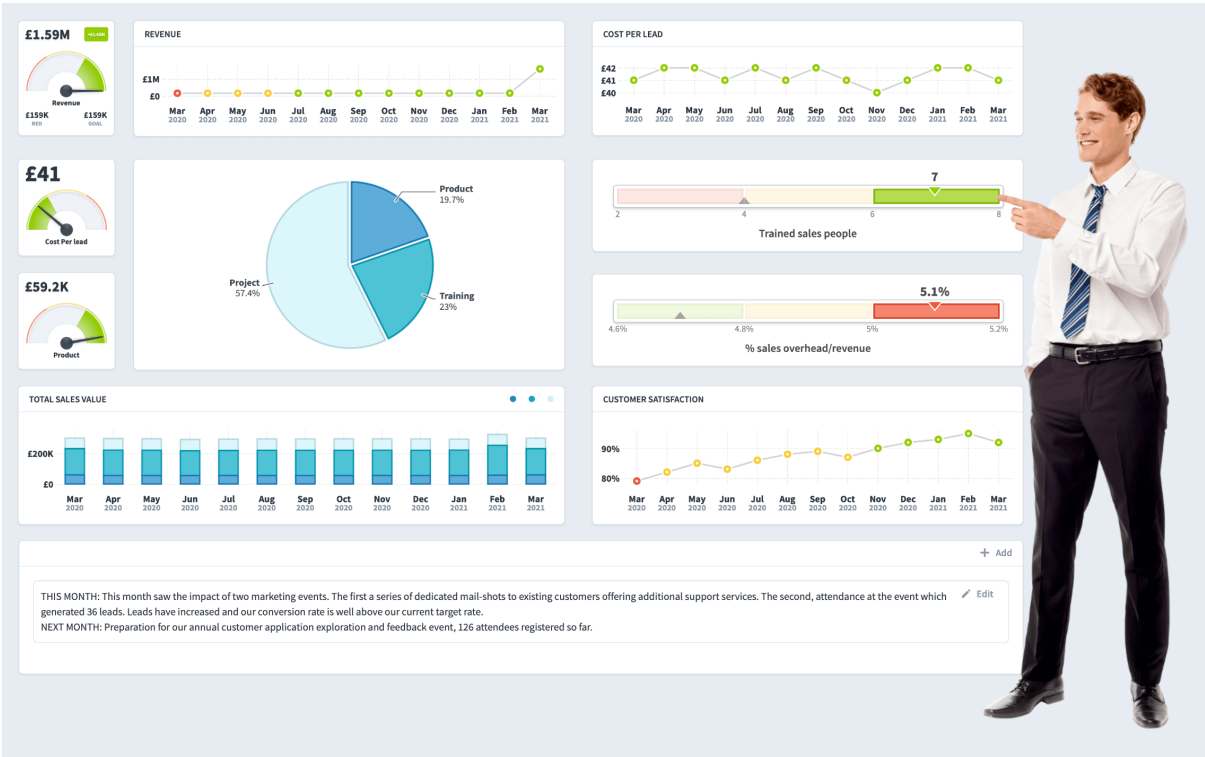 £1.59M
Revenue
£159K £159K
RED GOAL
REVENUE
£1M
£0
Mar Apr May Jun Jul Aug Sep Oct Nov Dec Jan Feb Mar
2020 2020 2020 2020 2020 2020 2020 2020 2020 2020 2021 2021 2021
COST PER LEAD
£42
£41
£40
Mar Apr May Jun Jul Aug Sep Oct Nov Dec Jan Feb Mar
2020 2020 2020 2020 2020 2020 2020 2020 2020 2020 2021 2021 2021
£41
Cost Per lead
£59.2K
Product
Product
19.7%
Project
57.4%
Training
23%
7
2 4 6 8
Trained sales people
5.1%
4.6% 4.8% 5% 5.2%
% sales overhead/revenue
TOTAL SALES VALUE
£200K
£0
Mar Apr May Jun Jul Aug Sep Oct Nov Dec Jan Feb Mar
2020 2020 2020 2020 2020 2020 2020 2020 2020 2020 2021 2021 2021
CUSTOMER SATISFACTION
90%
80%
Mar Apr May Jun Jul Aug Sep Oct Nov Dec Jan Feb Mar
2020 2020 2020 2020 2020 2020 2020 2020 2020 2020 2021 2021 2021
+ Add
THIS MONTH: This month saw the impact of two marketing events. The first a series of dedicated mail-shots to existing customers offering additional support services. The second, attendance at the event which
Edit
generated 36 leads. Leads have increased and our conversion rate is well above our current target rate.
NEXT MONTH: Preparation for our annual customer application exploration and feedback event, 126 attendees registered so far.